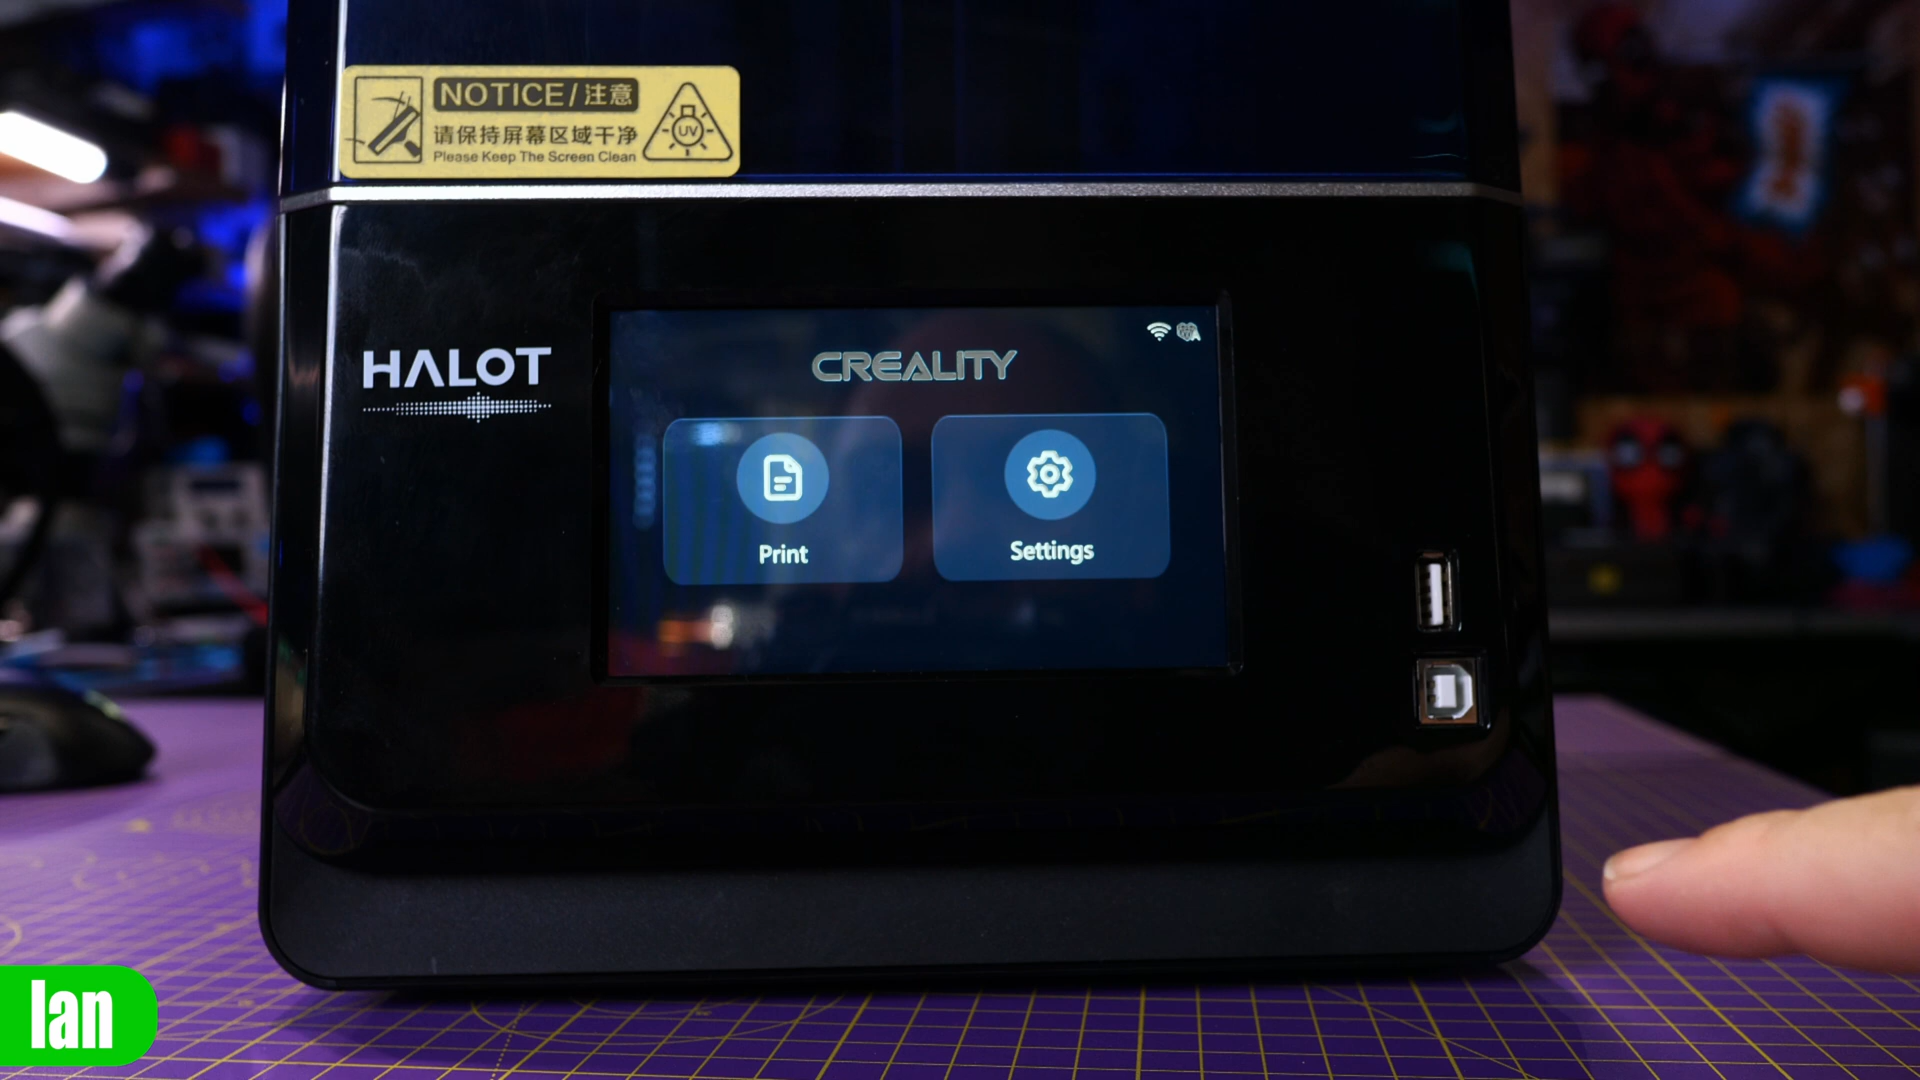 NOTICE/注意
请保持屏幕区域干净
Please Keep The Screen Clean
UV
HALOT
CREALITY
Print
Settings
Ian